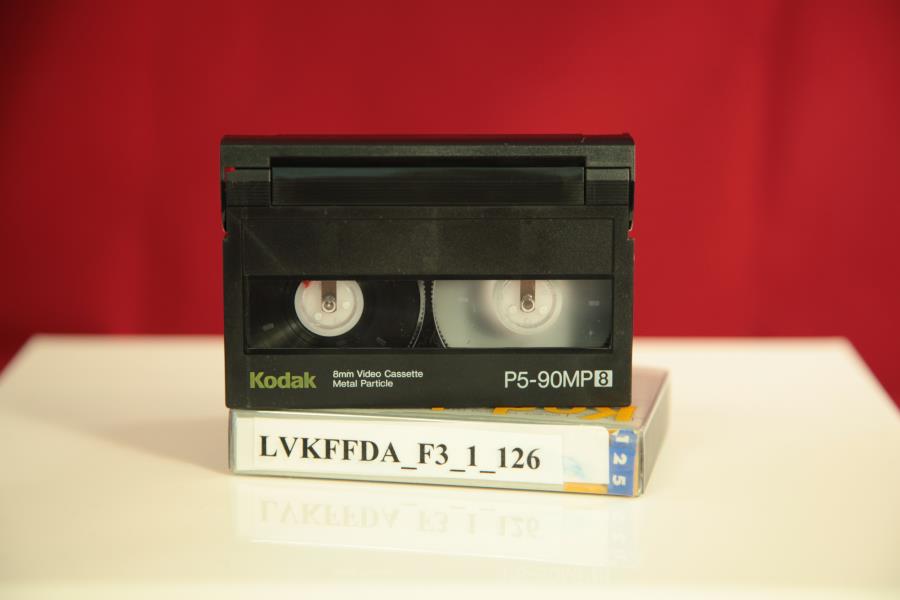 Kodak
8mm Video Cassette
Metal Particle
P5-90MP8
LVKFFDA_F3_1_126
125